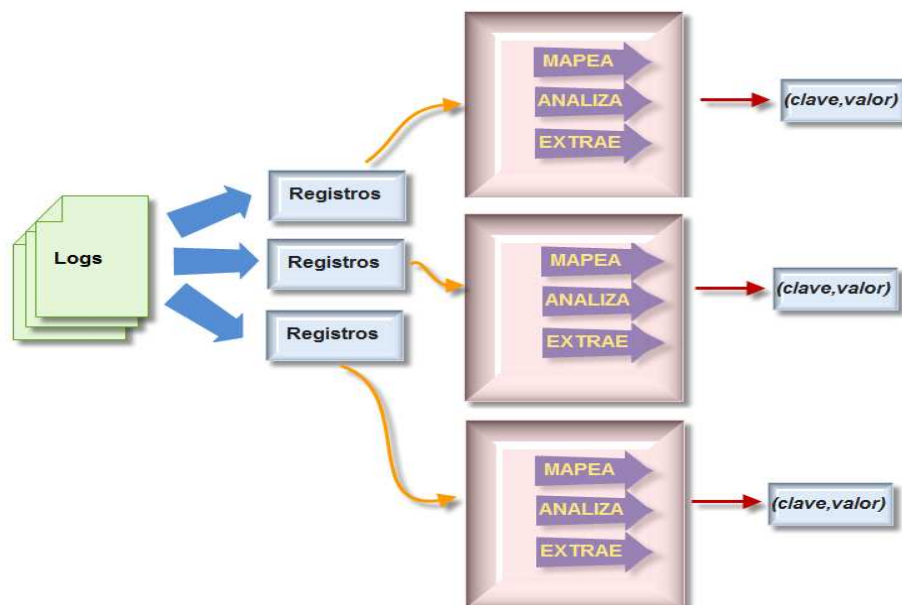 Logs
Registros
Registros
Registros
MAPEA
ANALIZA
EXTRAE
(clave,valor)
MAPEA
ANALIZA
EXTRAE
(clave,valor)
MAPEA
ANALIZA
EXTRAE
(clave,valor)